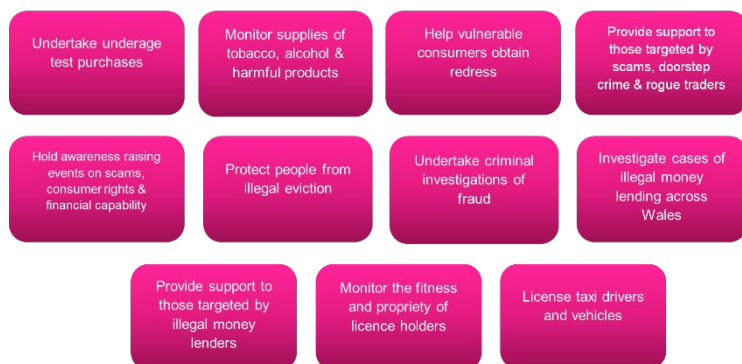 Undertake underage
test purchases
Monitor supplies of
tobacco, alcohol &
harmful products
Help vulnerable
consumers obtain
redress
Provide support to
those targeted by
scams, doorstep
crime & rogue traders
Hold awareness raising
events on scams,
consumer rights &
financial capability
Protect people from
illegal eviction
Undertake criminal
investigations of
fraud
Investigate cases of
illegal money
lending across
Wales
Provide support to
those targeted by
illegal money
lenders
Monitor the fitness
and propriety of
licence holders
License taxi drivers
and vehicles